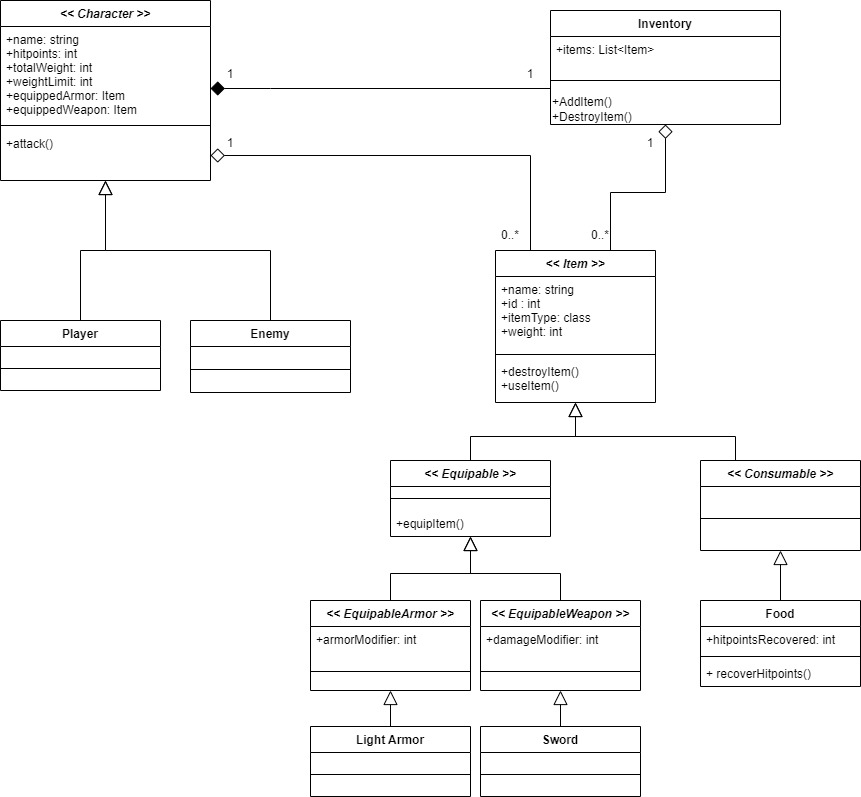 << Character >>
+name: string
+hitpoints: int
+totalWeight: int
+weightLimit: int
+equippedArmor: Item
+equippedWeapon: Item
+attack()
Inventory
+items: List<Item>
+AddItem()
+DestroyItem()
1
1
1
1
0..*
0..*
<< Item >>
+name: string
+id : int
+itemType: class
+weight: int
+destroyItem()
+useItem()
Player
Enemy
<< Equipable >>
+equipItem()
<< Consumable >>
<< EquipableArmor >>
+armorModifier: int
<< EquipableWeapon >>
+damageModifier: int
Food
+hitpointsRecovered: int
+ recoverHitpoints()
Light Armor
Sword